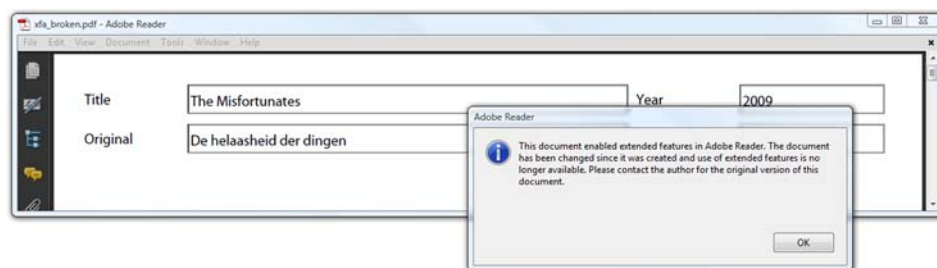 xfa_broken.pdf - Adobe Reader
File Edit View Document Tools Window Help
Title The Misfortunates Year 2009
Original De helaasheid der dingen
Adobe Reader
This document enabled extended features in Adobe Reader. The document
has been changed since it was created and use of extended features is no
longer available. Please contact the author for the original version of this
document.
OK